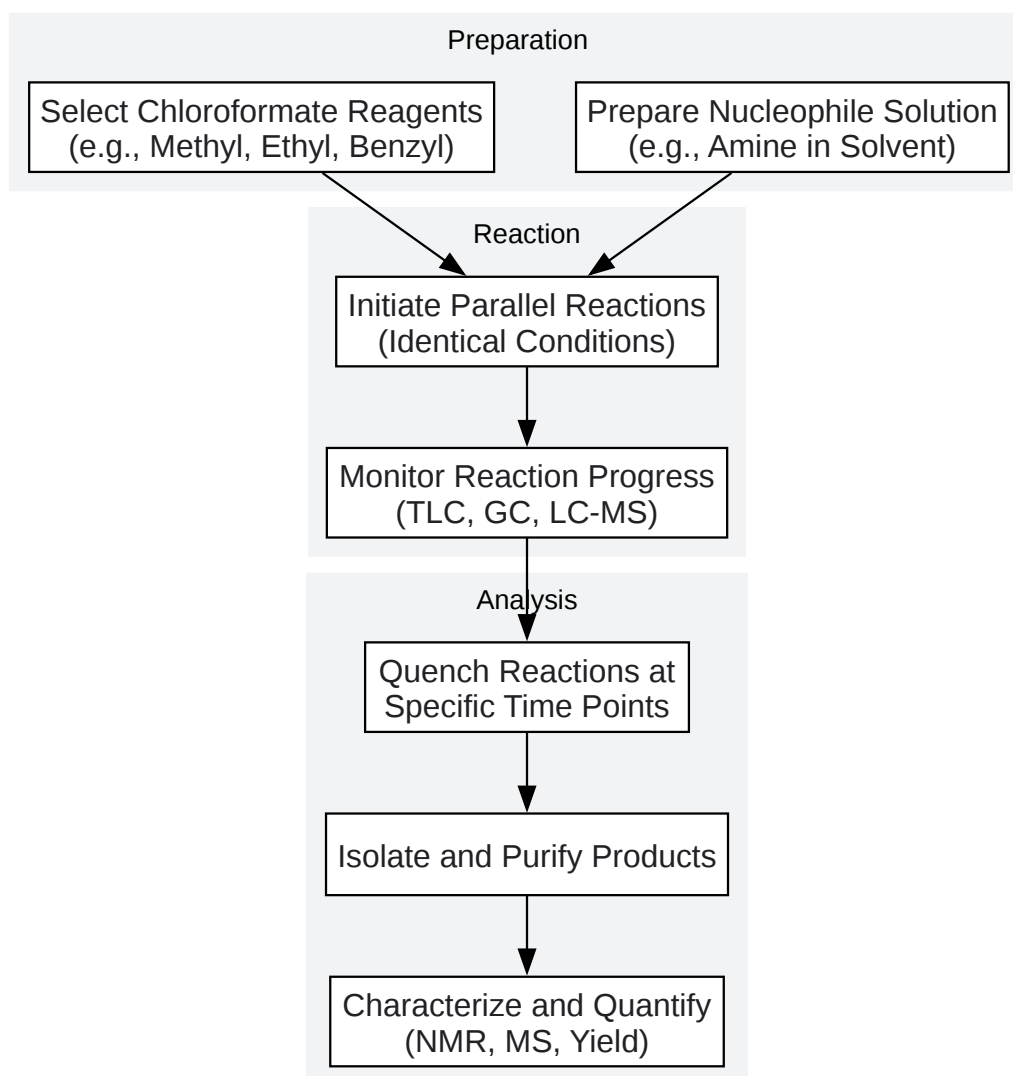 Preparation
Select Chloroformate Reagents
(e.g., Methyl, Ethyl, Benzyl)
Prepare Nucleophile Solution
(e.g., Amine in Solvent)
Reaction
Initiate Parallel Reactions
(Identical Conditions)
Monitor Reaction Progress
(TLC, GC, LC-MS)
Analysis
Quench Reactions at
Specific Time Points
Isolate and Purify Products
Characterize and Quantify
(NMR, MS, Yield)